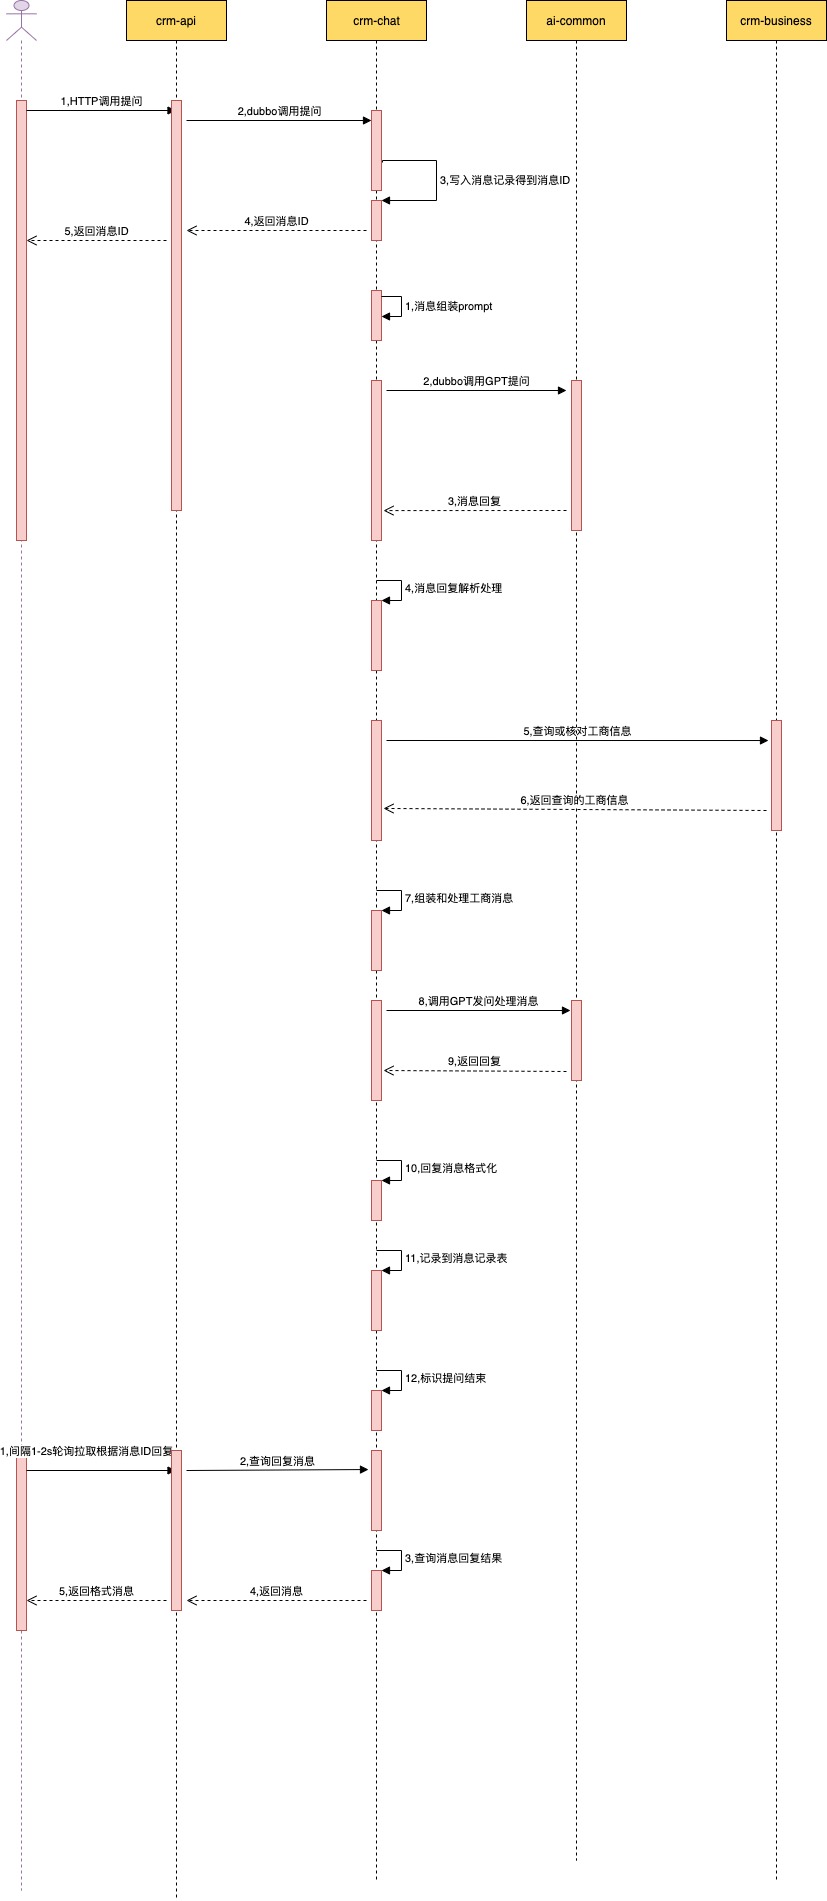 crm-api
crm-chat
ai-common
crm-business
1,HTTP调用提问
2,dubbo调用提问
3,写入消息记录得到消息ID
4,返回消息ID
5,返回消息ID
1,消息组装prompt
2,dubbo调用GPT提问
3,消息回复
4,消息回复解析处理
5,查询或核对工商信息
6,返回查询的工商信息
7,组装和处理工商消息
8,调用GPT发问处理消息
9,返回回复
10,回复消息格式化
11,记录到消息记录表
12,标识提问结束
1,间隔1-2s轮询拉取根据消息ID回复
2,查询回复消息
3,查询消息回复结果
4,返回消息
5,返回格式消息